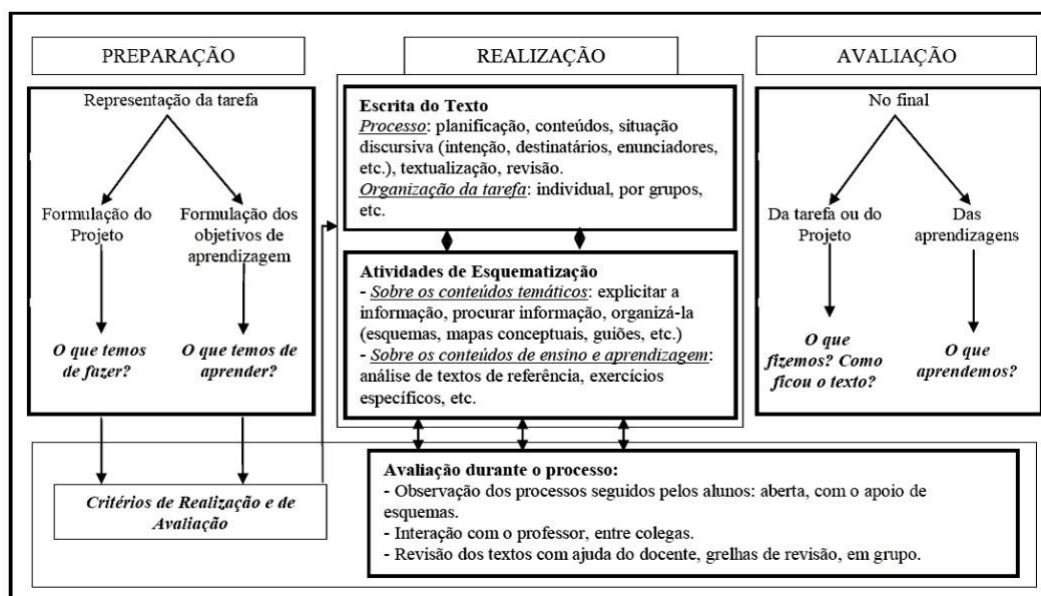 PREPARAÇÃO
Representação da tarefa
Formulação do
Projeto
Formulação dos
objetivos de
aprendizagem
O que temos
de fazer?
O que temos de
aprender?
Critérios de Realização e de
Avaliação
REALIZAÇÃO
Escrita do Texto
Processo: planificação, conteúdos, situação
discursiva (intenção, destinatários, enunciadores,
etc.), textualização, revisão.
Organização da tarefa: individual, por grupos,
etc.
Atividades de Esquematização
- Sobre os conteúdos temáticos: explicitar a
informação, procurar informação, organizá-la
(esquemas, mapas conceptuais, guiões, etc.)
- Sobre os conteúdos de ensino e aprendizagem:
análise de textos de referência, exercícios
específicos, etc.
Avaliação durante o processo:
- Observação dos processos seguidos pelos alunos: aberta, com o apoio de
esquemas.
- Interação com o professor, entre colegas.
- Revisão dos textos com ajuda do docente, grelhas de revisão, em grupo.
AVALIAÇÃO
No final
Da tarefa ou do
Projeto
Das
aprendizagens
O que
fizemos? Como
ficou o texto?
O que
aprendemos?